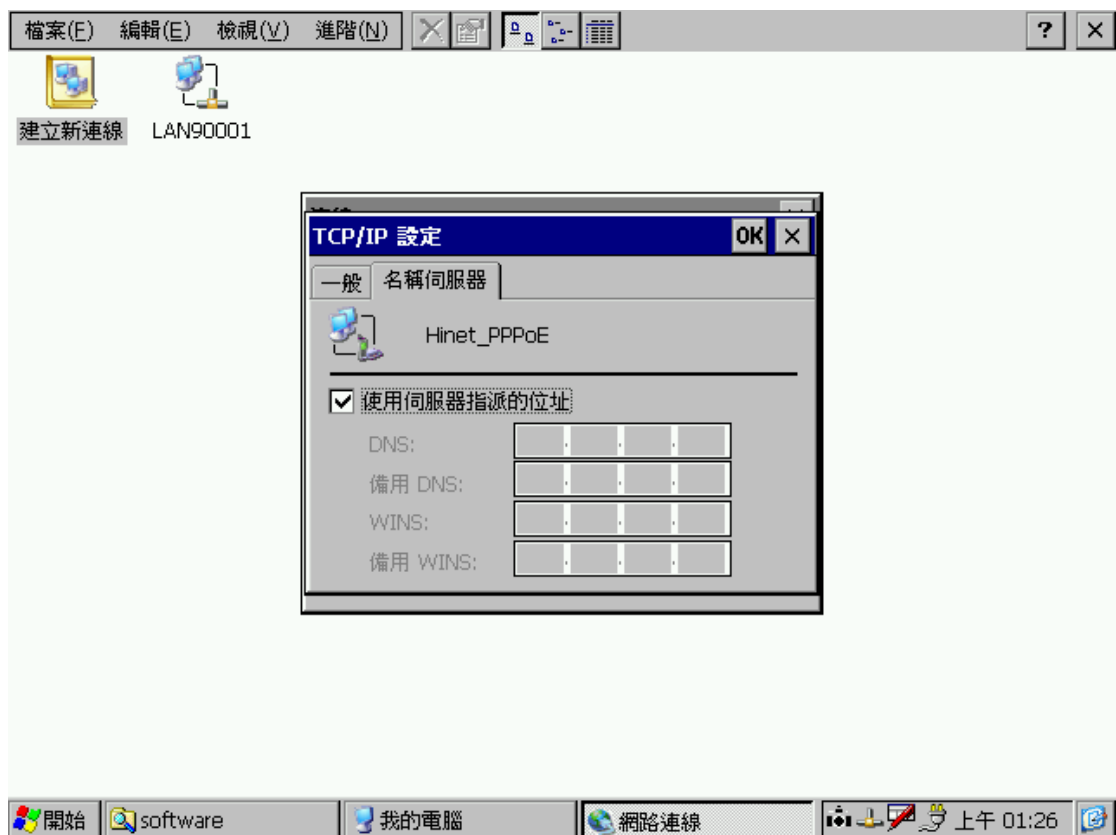 檔案(F) 編輯(E) 檢視(V) 進階(N) ? ×
建立新連線 LAN90001
TCP/IP 設定 OK ×
一般 名稱伺服器
Hinet_PPPoE
使用伺服器指派的位址
DNS:
備用 DNS:
WINS:
備用 WINS:
開始 software 我的電腦 網路連線 上午 01:26